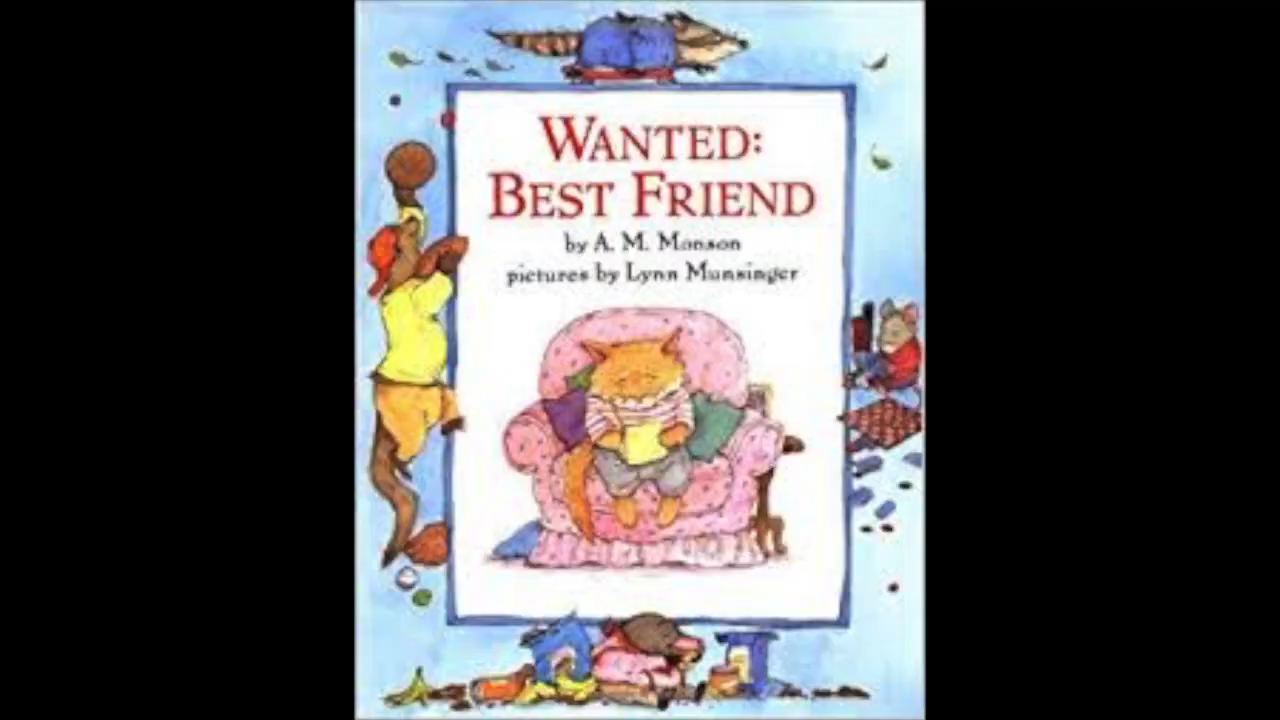 WANTED:
BEST FRIEND
by A. M. Monson
pictures by Lynn Munsinger